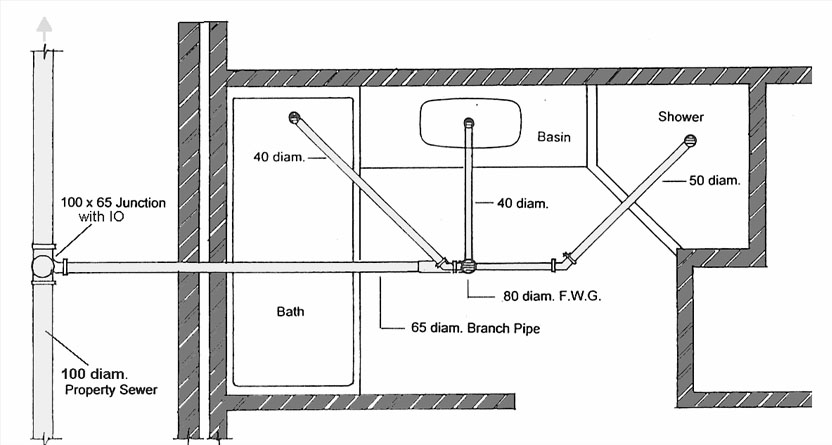 Shower
Basin
40 diam.
50 diam.
100 x 65 Junction
with IO
40 diam.
80 diam. F.W.G.
Bath
65 diam. Branch Pipe
100 diam.
Property Sewer